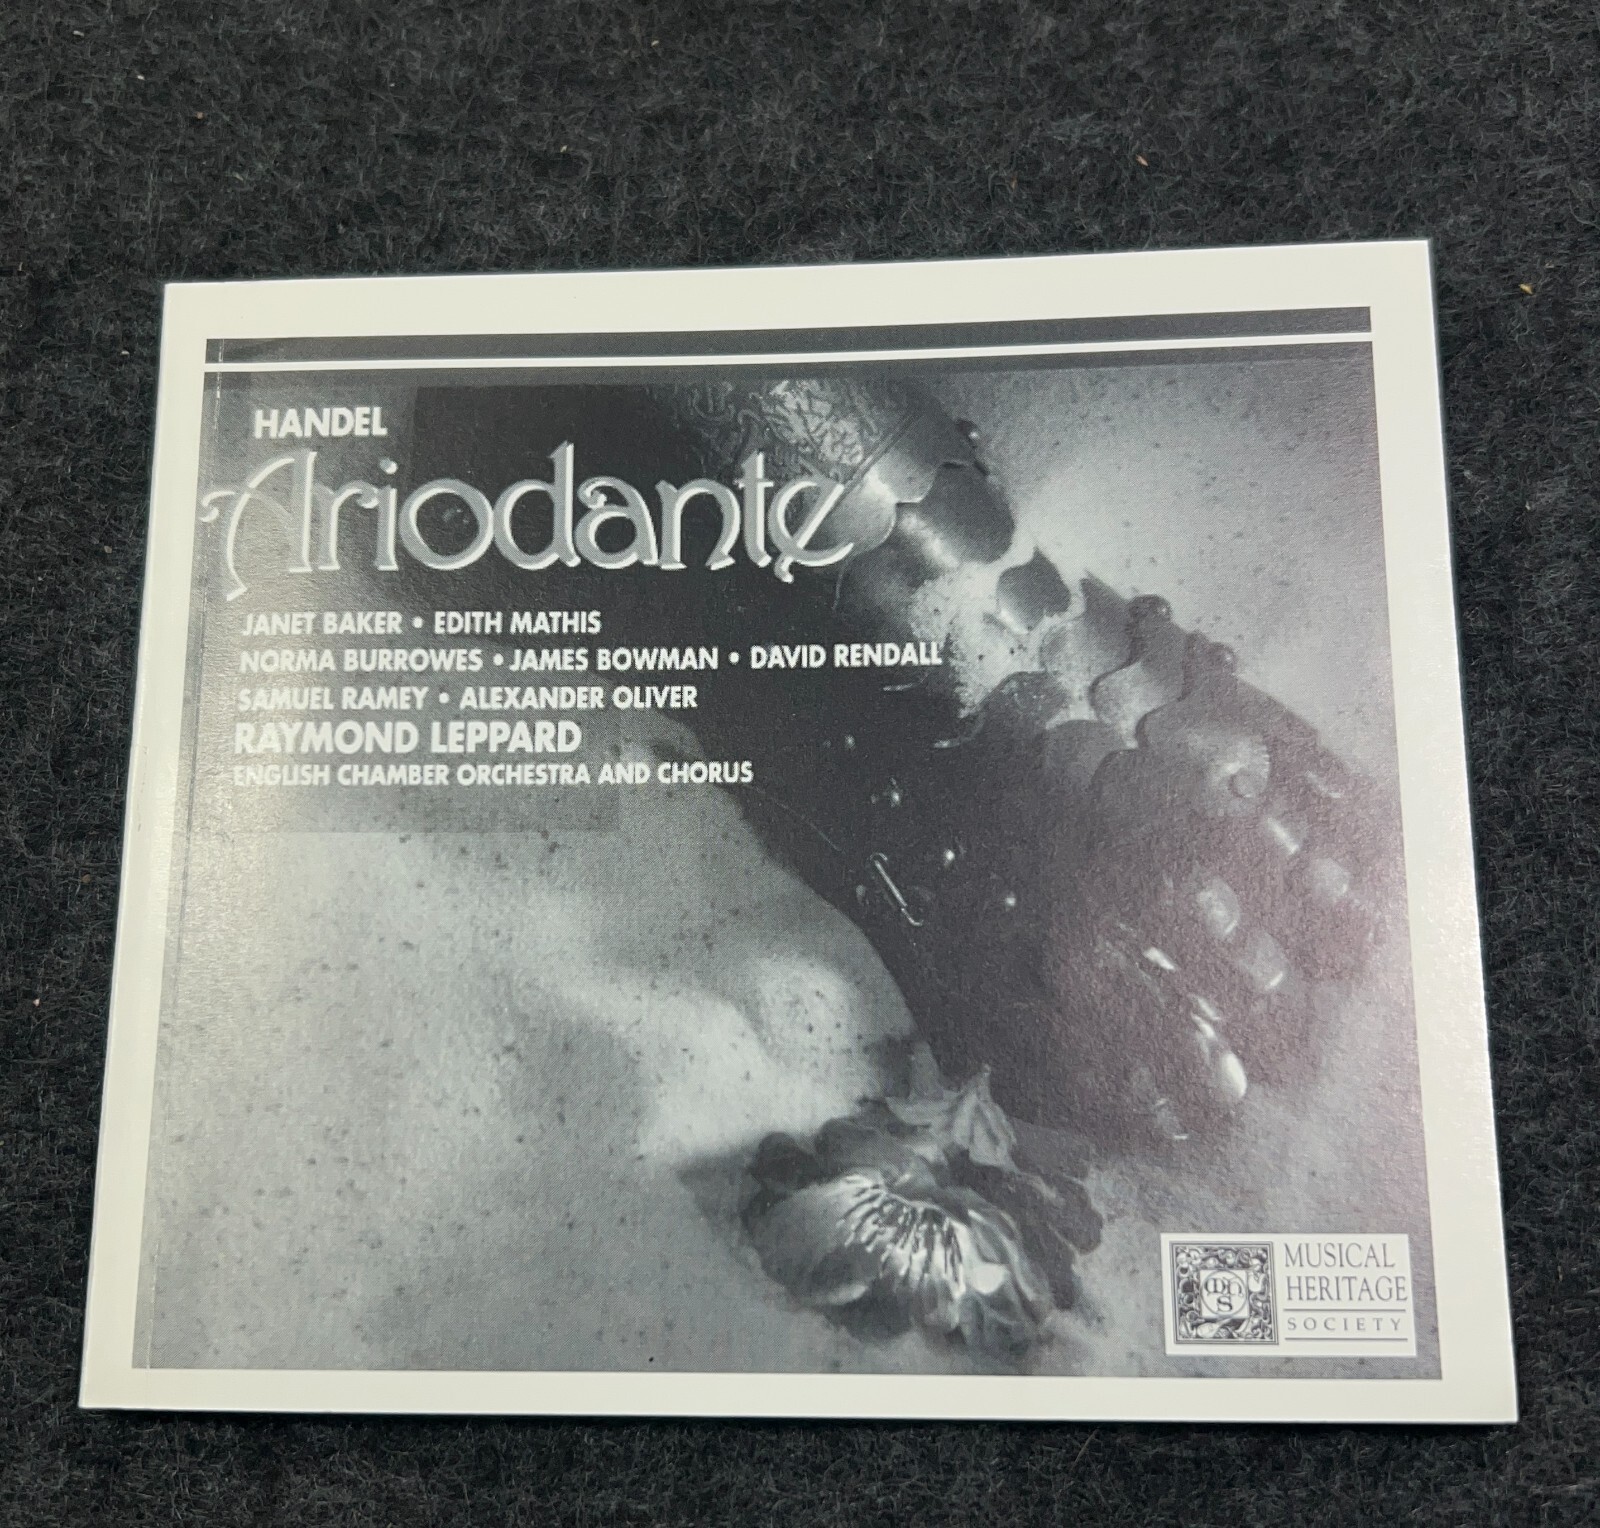 HANDEL
Ariodante
JANET BAKER • EDITH MATHIS
NORMA BURROWES • JAMES BOWMAN • DAVID RENDALL
SAMUEL RAMEY • ALEXANDER OLIVER
RAYMOND LEPPARD
ENGLISH CHAMBER ORCHESTRA AND CHORUS
mh
S
MUSICAL
HERITAGE
SOCIETY